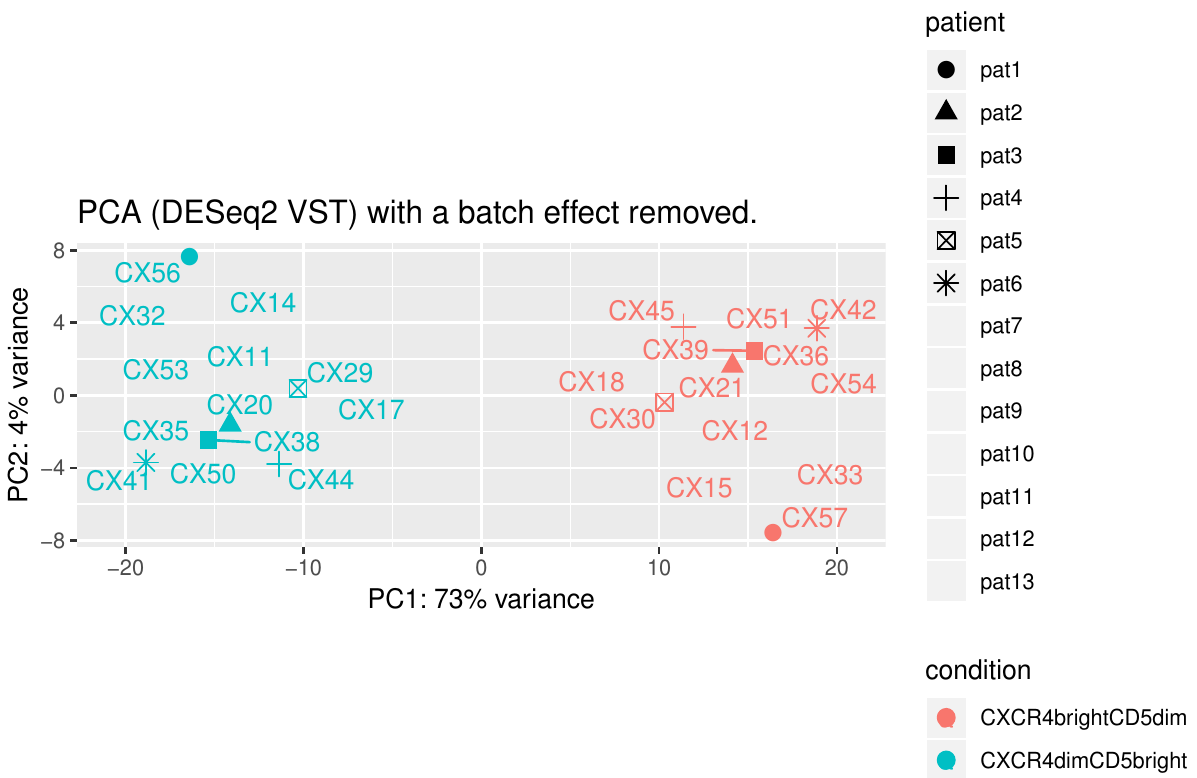 patient
pat1
pat2
pat3
pat4
pat5
pat6
pat7
pat8
pat9
pat10
pat11
pat12
pat13
condition
CXCR4brightCD5dim
CXCR4dimCD5bright
PCA (DESeq2 VST) with a batch effect removed.
PC2: 4% variance
8
4
0
−4
−8
CX56
CX14
CX32
CX11
CX53
CX29
CX20
CX17
CX35
CX38
CX50
CX41
CX44
CX45
CX51
CX42
CX39
CX36
CX18
CX21
CX54
CX30
CX12
CX33
CX15
CX57
−20
−10
0
10
20
PC1: 73% variance